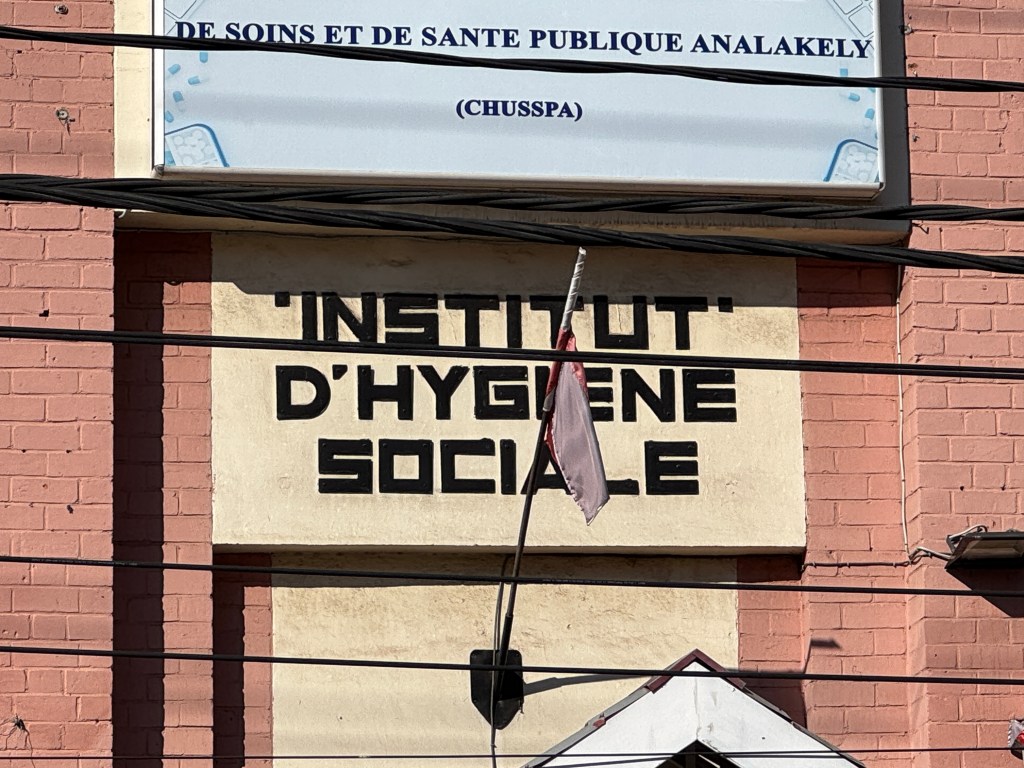 DE SOINS ET DE SANTE PUBLIQUE ANALAKELY
(CHUSSPA)
'INSTITUT'
D'HYGIENE
SOCIALE